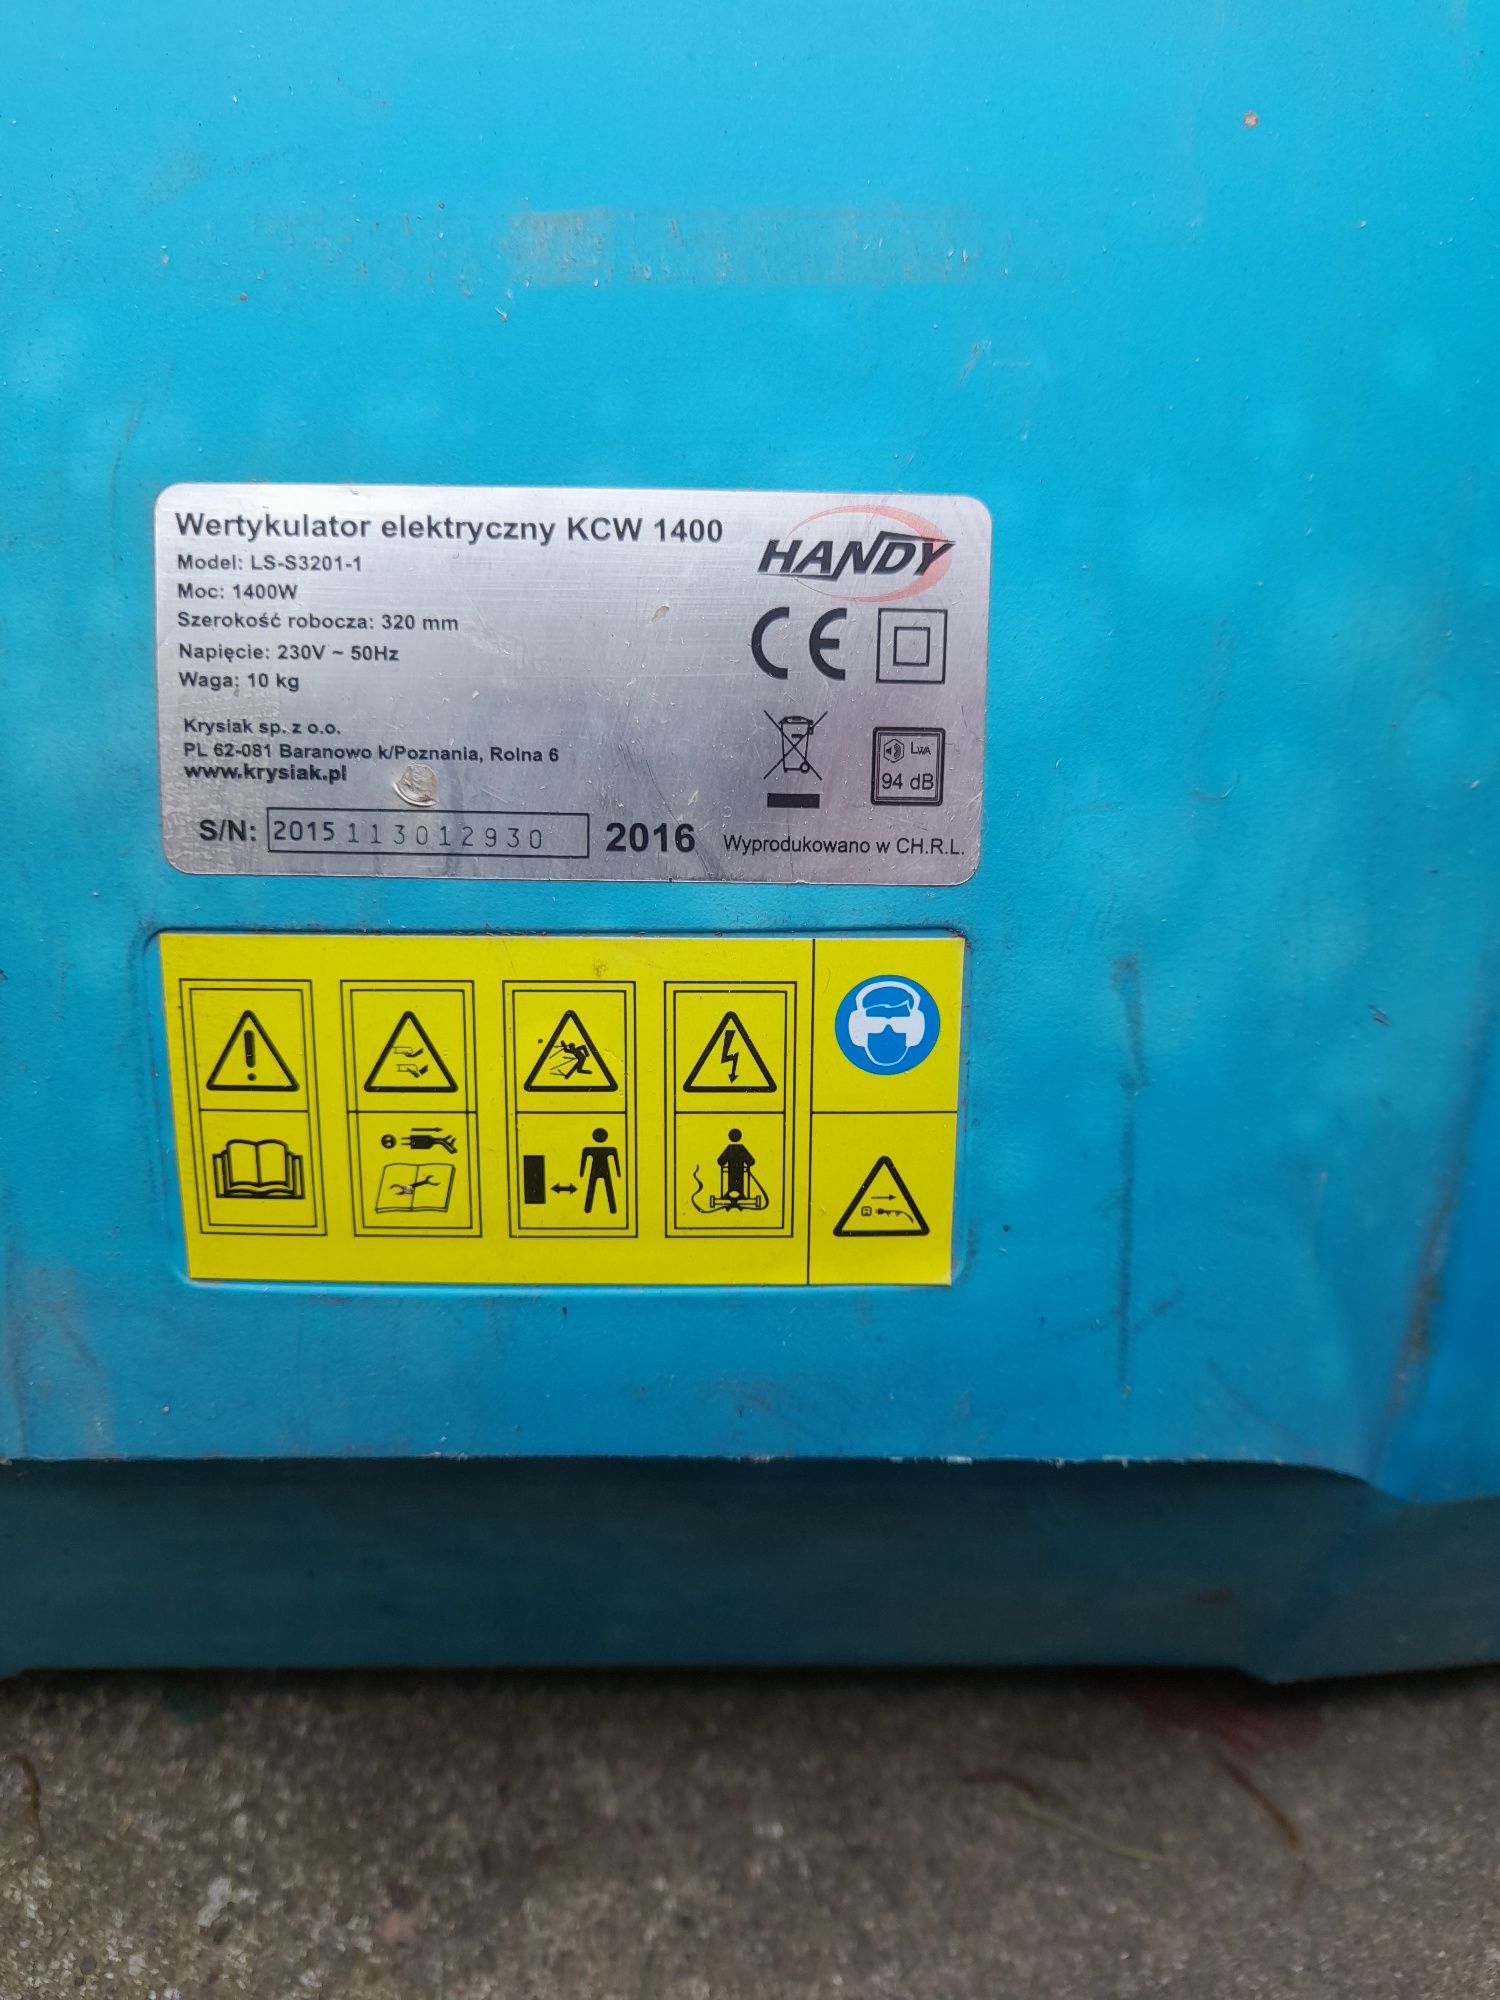 Wertykulator elektryczny KCW 1400
HANDY
Model: LS-S3201-1
Moc: 1400W
Szerokość robocza: 320 mm
Napięcie: 230V ~ 50Hz
Waga: 10 kg
CE
Krysiak sp. z o.o.
PL 62-081 Baranowo k/Poznania, Rolna 6
www.krysiak.pl
LWA
94 dB
S/N: 2015113012930 2016 Wyprodukowano w CH.R.L.